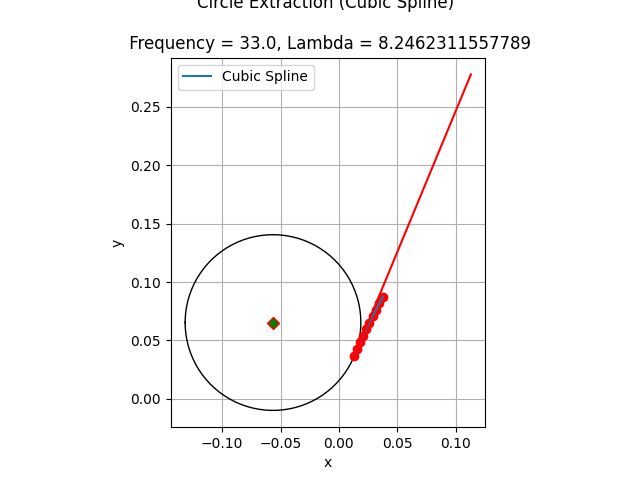 Circle Extraction (Cubic Spline)
Frequency = 33.0, Lambda = 8.2462311557789
Cubic Spline
0.25
0.20
0.15
0.10
0.05
0.00
y
−0.10 −0.05 0.00 0.05 0.10
x